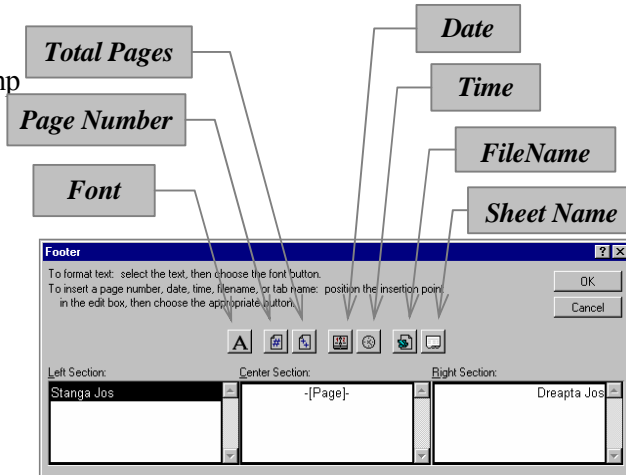 Date
Total Pages
mp
Time
Page Number
FileName
Font
Sheet Name
Footer
To format text: select the text, then choose the font button.
To insert a page number, date, time, filename, or tab name: position the insertion point
in the edit box, then choose the appropriate button.
OK
Cancel
A
#
Left Section:
Center Section:
Right Section:
Stanga Jos
-[Page]-
Dreapta Jos